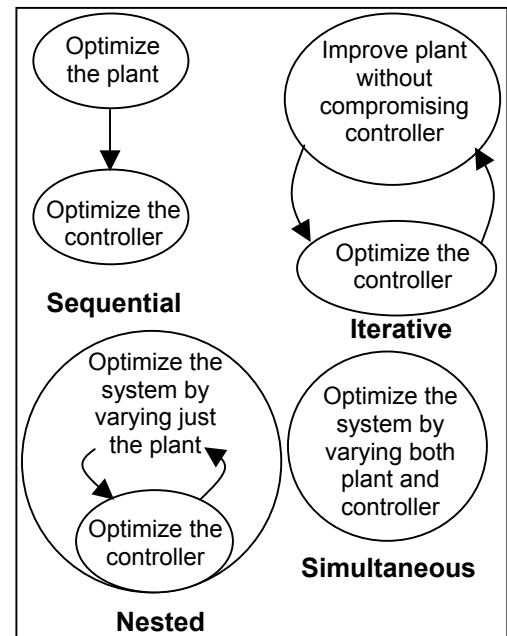 Optimize
the plant
Optimize the
controller
Sequential
Improve plant
without
compromising
controller
Optimize the
controller
Iterative
Optimize the
system by
varying just
the plant
Optimize the
controller
Nested
Optimize the
system by
varying both
plant and
controller
Simultaneous